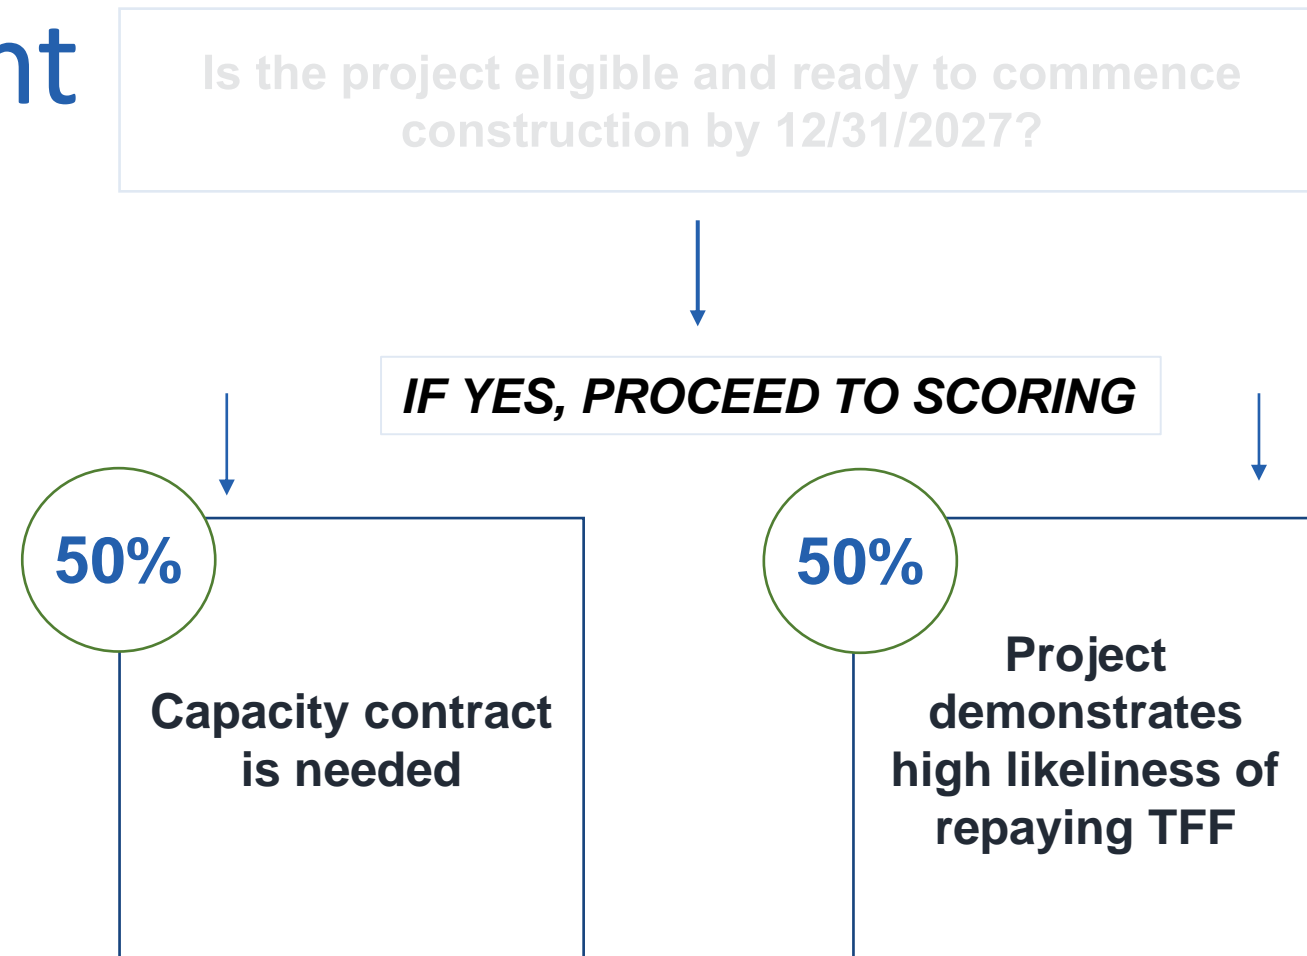 nt
Is the project eligible and ready to commence
construction by 12/31/2027?
IF YES, PROCEED TO SCORING
50%
Capacity contract
is needed
50%
Project
demonstrates
high likeliness of
repaying TFF